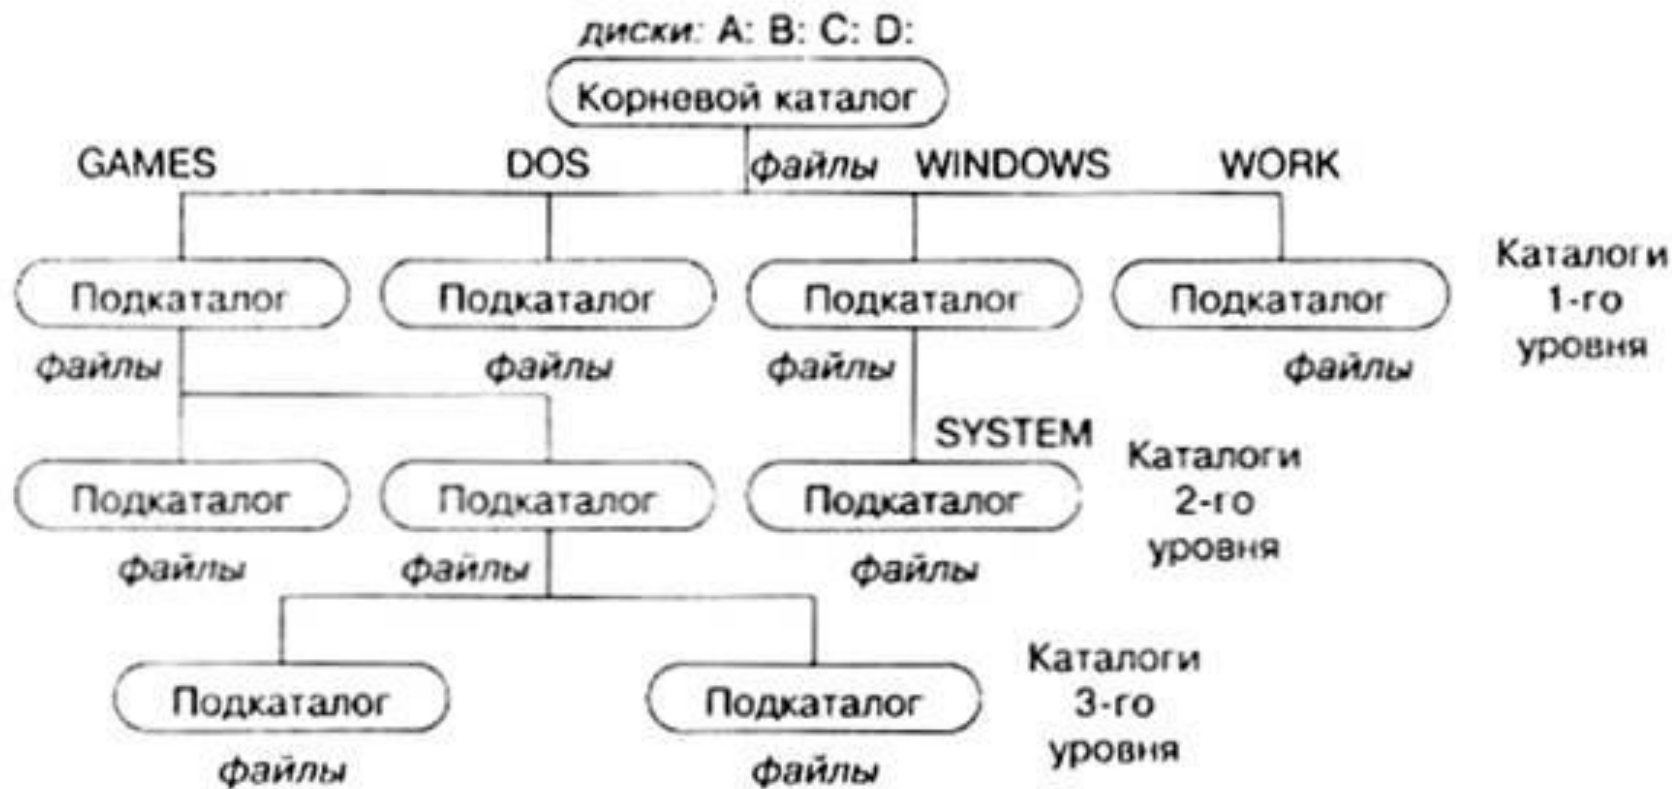 диски: A: B: C: D:
Корневой каталог
GAMES DOS файлы WINDOWS WORK
Подкаталог Подкаталог Подкаталог Подкаталог
Каталоги
1-го
уровня
файлы файлы файлы файлы
SYSTEM
Подкаталог Подкаталог Подкаталог
Каталоги
2-го
уровня
файлы файлы файлы
Подкаталог Подкаталог
Каталоги
3-го
уровня
файлы файлы